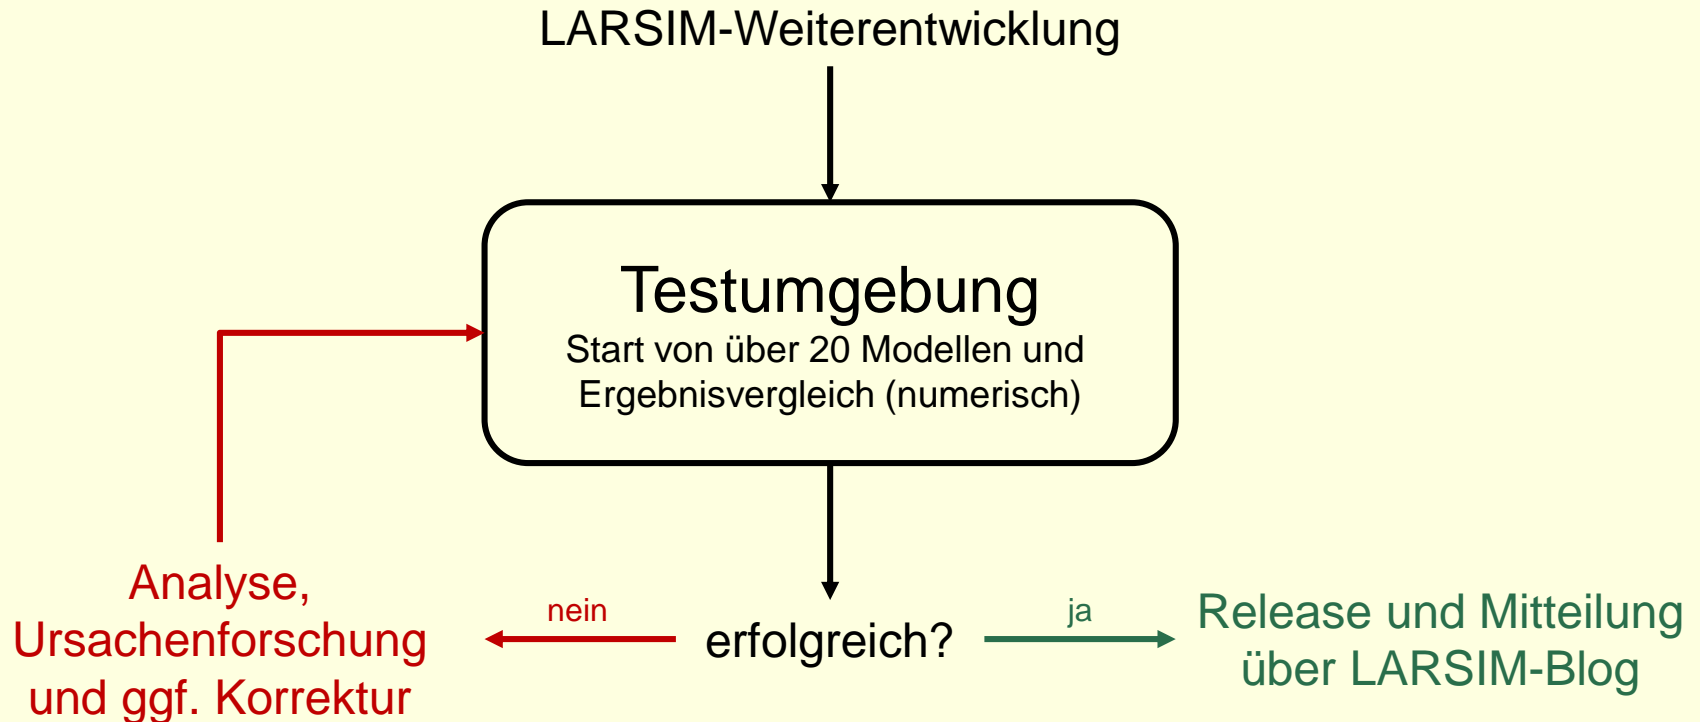 LARSIM-Weiterentwicklung
Testumgebung
Start von über 20 Modellen und
Ergebnisvergleich (numerisch)
Analyse,
Ursachenforschung
und ggf. Korrektur
nein
erfolgreich?
ja
Release und Mitteilung
über LARSIM-Blog